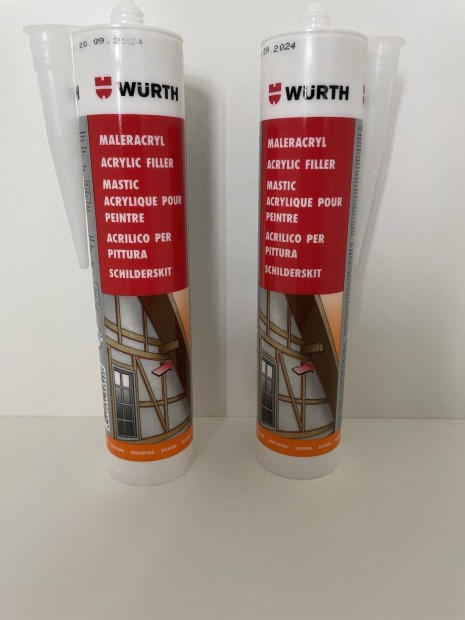 20.09.2024
WÜRTH
MALERACRYL
ACRYLIC FILLER
MASTIC
ACRYLIQUE POUR
PEINTRE
ACRILICO PER
PITTURA
SCHILDERSKIT
.09.2024
WÜRTH
MALERACRYL
ACRYLIC FILLER
MASTIC
ACRYLIQUE POUR
PEINTRE
ACRILICO PER
PITTURA
SCHILDERSKIT